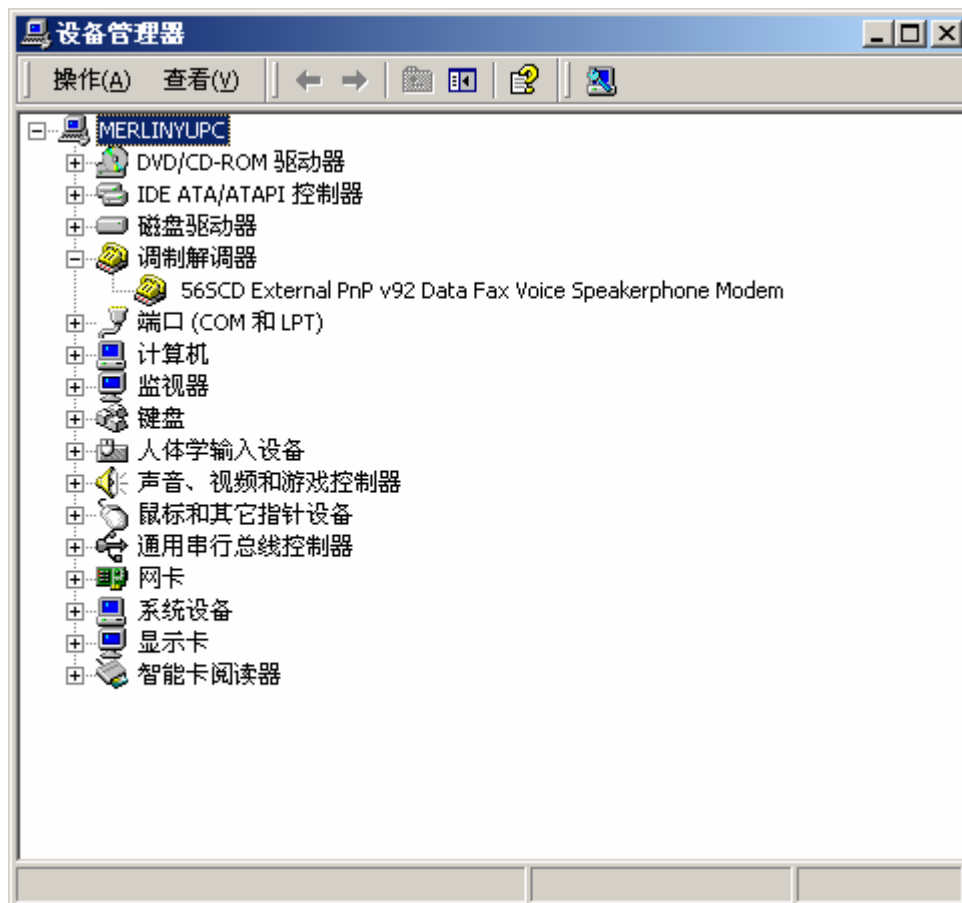 设备管理器
操作(A) 查看(V)
MERLINYUPC
DVD/CD-ROM 驱动器
IDE ATA/ATAPI 控制器
磁盘驱动器
调制解调器
56SCD External PnP v92 Data Fax Voice Speakerphone Modem
端口 (COM 和 LPT)
计算机
监视器
键盘
人体学输入设备
声音、视频和游戏控制器
鼠标和其它指针设备
通用串行总线控制器
网卡
系统设备
显示卡
智能卡阅读器